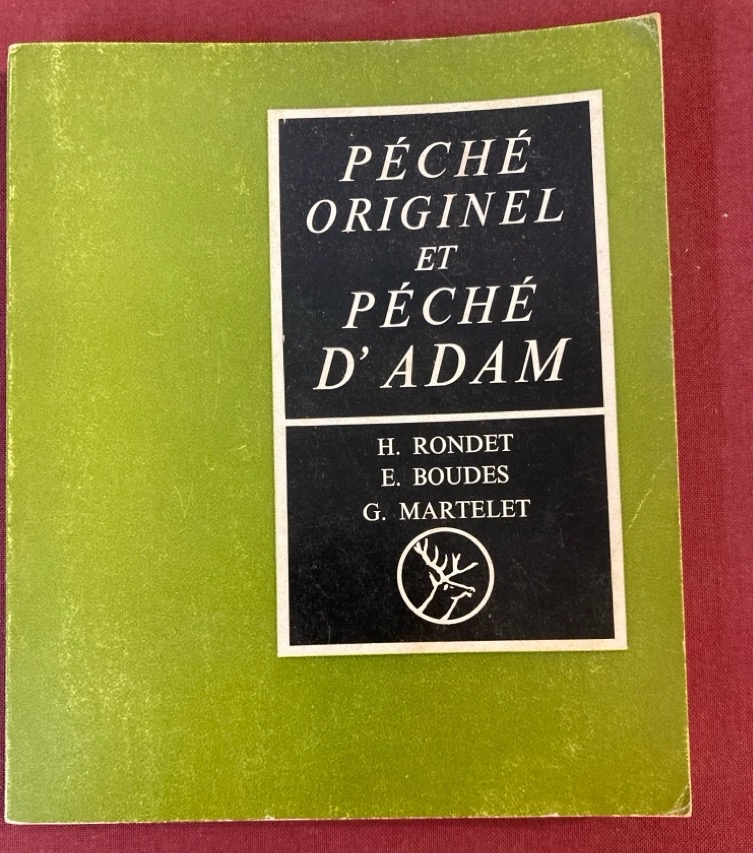 PÉCHÉ
ORIGINEL
ET
PÉCHÉ
D'ADAM
H. RONDET
E. BOUDES
G. MARTELET